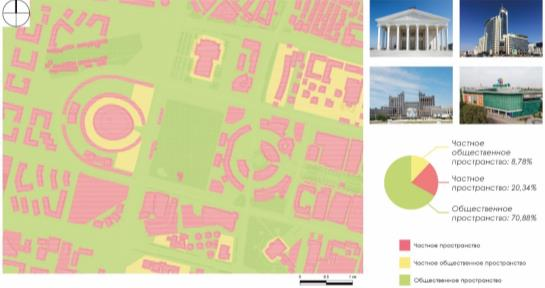 Частное
общественное
пространство: 8,78%
Частное
пространство: 20,34%
Общественное
пространство: 70,88%
Частное пространство
Частное общественное пространство
Общественное пространство